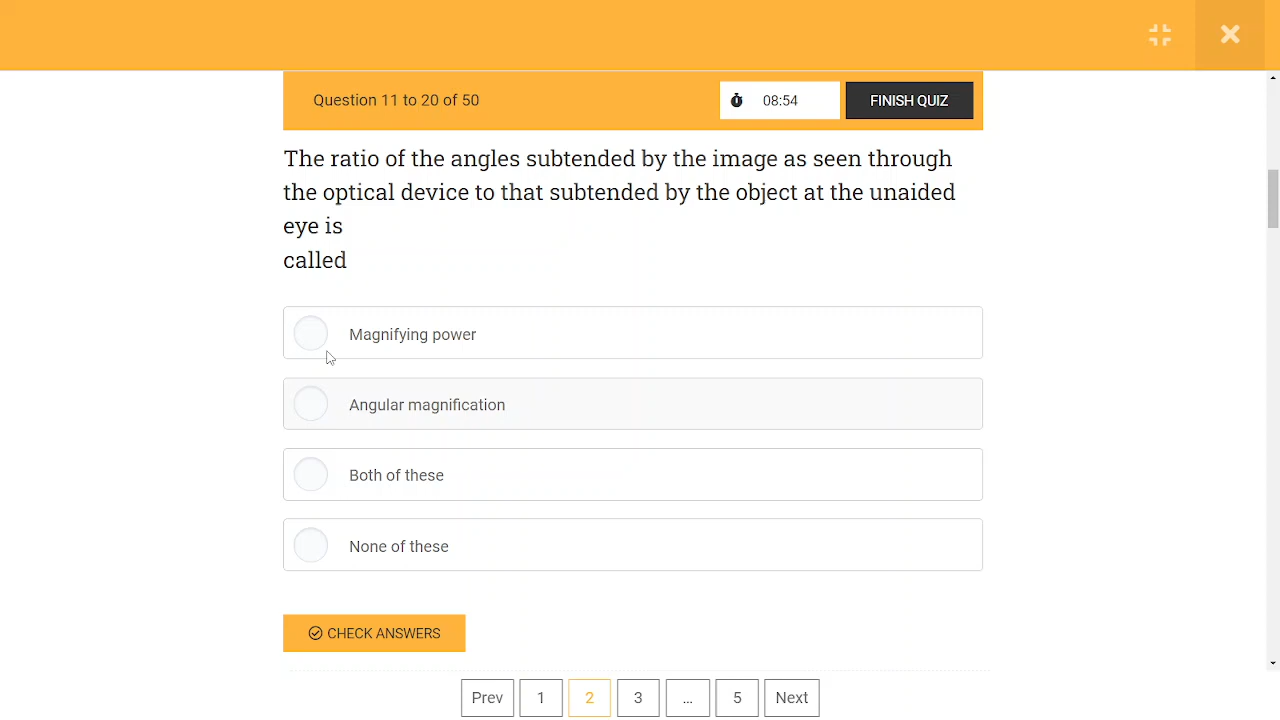 Question 11 to 20 of 50
08:54
FINISH QUIZ
The ratio of the angles subtended by the image as seen through
the optical device to that subtended by the object at the unaided
eye is
called
Magnifying power
Angular magnification
Both of these
None of these
CHECK ANSWERS
Prev 1 2 3 ... 5 Next